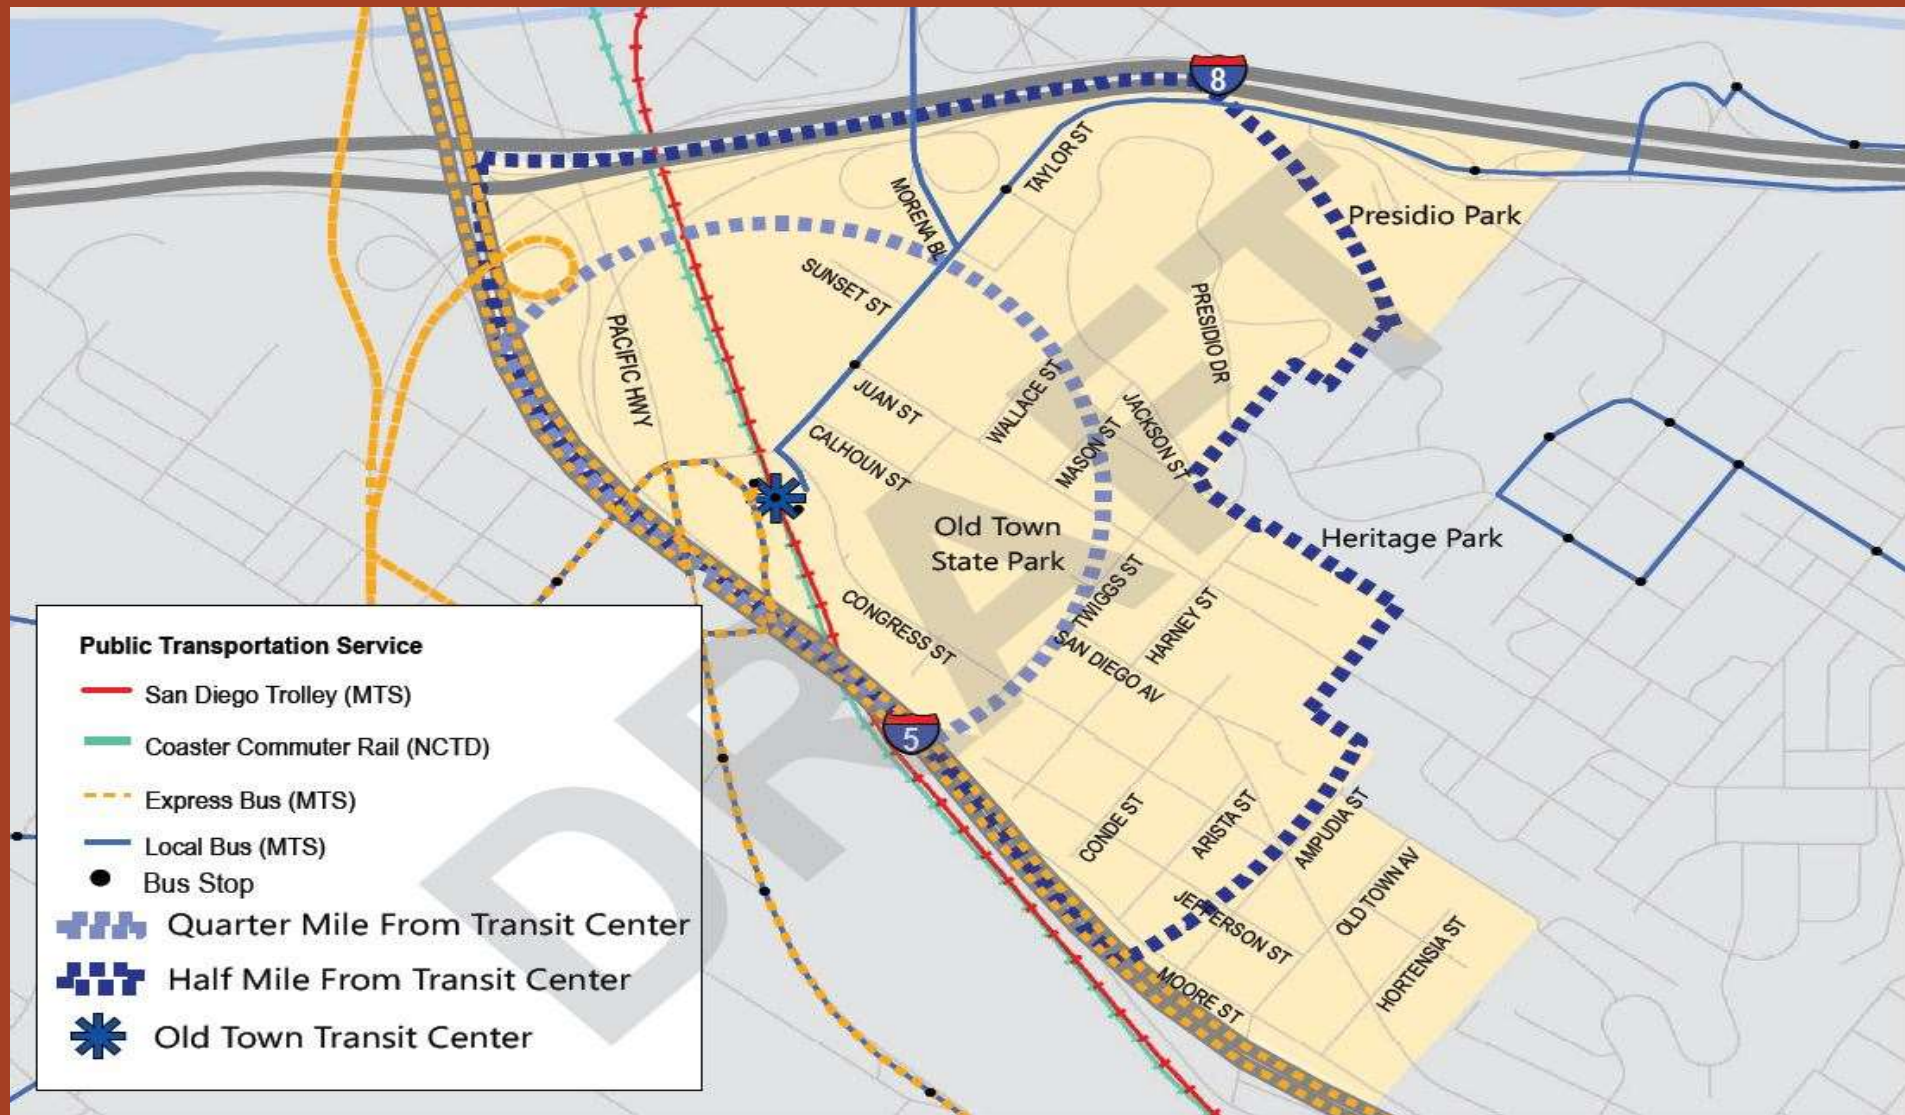 8
TAYLOR ST
MORENA BL
Presidio Park
SUNSET ST
PRESIDIO DR
PACIFIC HWY
JUAN ST
WALLACE ST
JACKSON ST
MASON ST
CALHOUN ST
Old Town
State Park
Heritage Park
TWIGGS ST
HARNEY ST
CONGRESS ST
SAN DIEGO AV
5
CONDE ST
ARISTA ST
AMPUDIA ST
OLD TOWN AV
JEFFERSON ST
HORTENSIA ST
MOORE ST
DRAFT
Public Transportation Service
San Diego Trolley (MTS)
Coaster Commuter Rail (NCTD)
Express Bus (MTS)
Local Bus (MTS)
Bus Stop
Quarter Mile From Transit Center
Half Mile From Transit Center
Old Town Transit Center